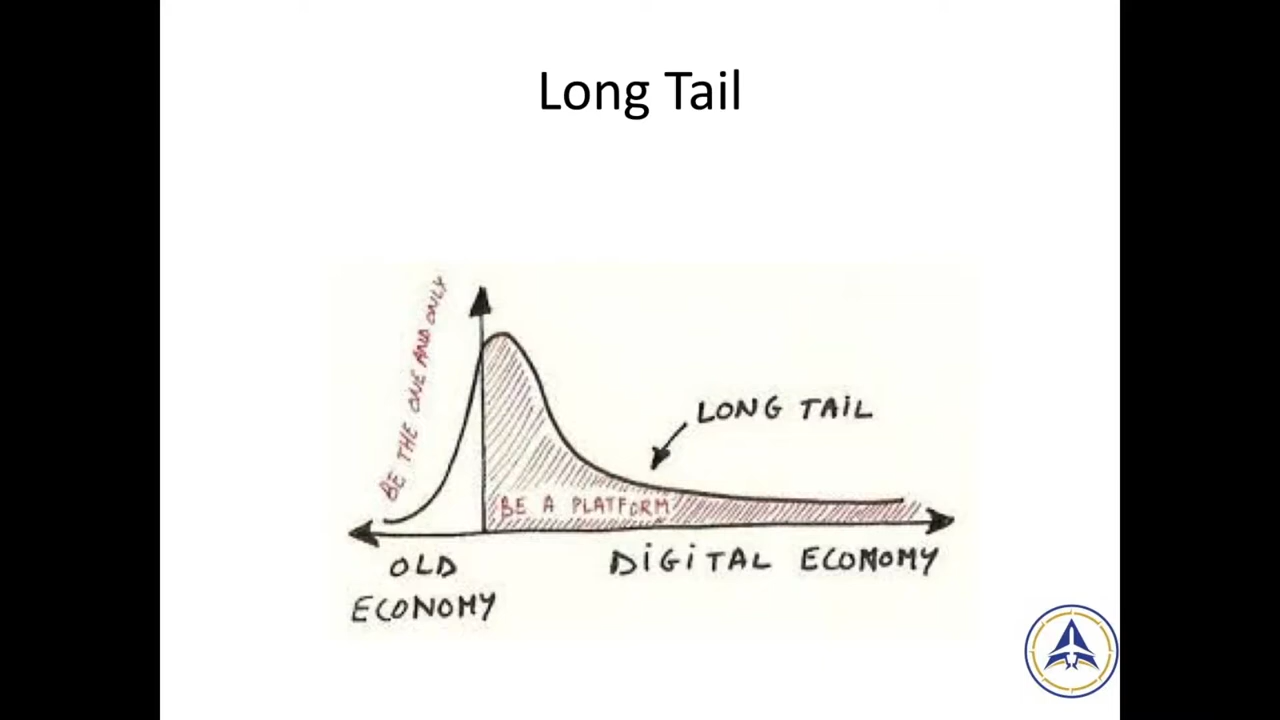 Long Tail
BE THE ONE AND ONLY
LONG TAIL
BE A PLATFORM
OLD
ECONOMY
DIGITAL ECONOMY